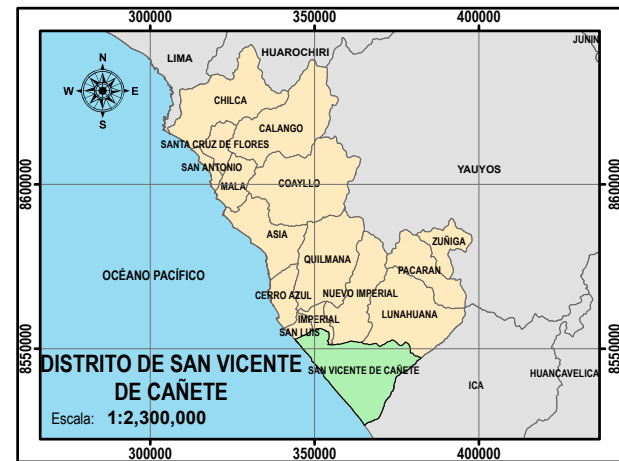 300000 350000 400000
JUNIN
LIMA
HUAROCHIRI
N
W E
S
CHILCA
CALANGO
SANTA CRUZ DE FLORES
SAN ANTONIO
YAUYOS
8600000 8600000
MALA
COAYLLO
ASIA
ZUÑIGA
QUILMANA
PACARAN
OCÉANO PACÍFICO
CERRO AZUL
NUEVO IMPERIAL
LUNAHUANA
IMPERIAL
SAN LUIS
8550000 8550000
DISTRITO DE SAN VICENTE
DE CAÑETE
SAN VICENTE DE CAÑETE
HUANCAVELICA
ICA
Escala: 1:2,300,000
300000 350000 400000